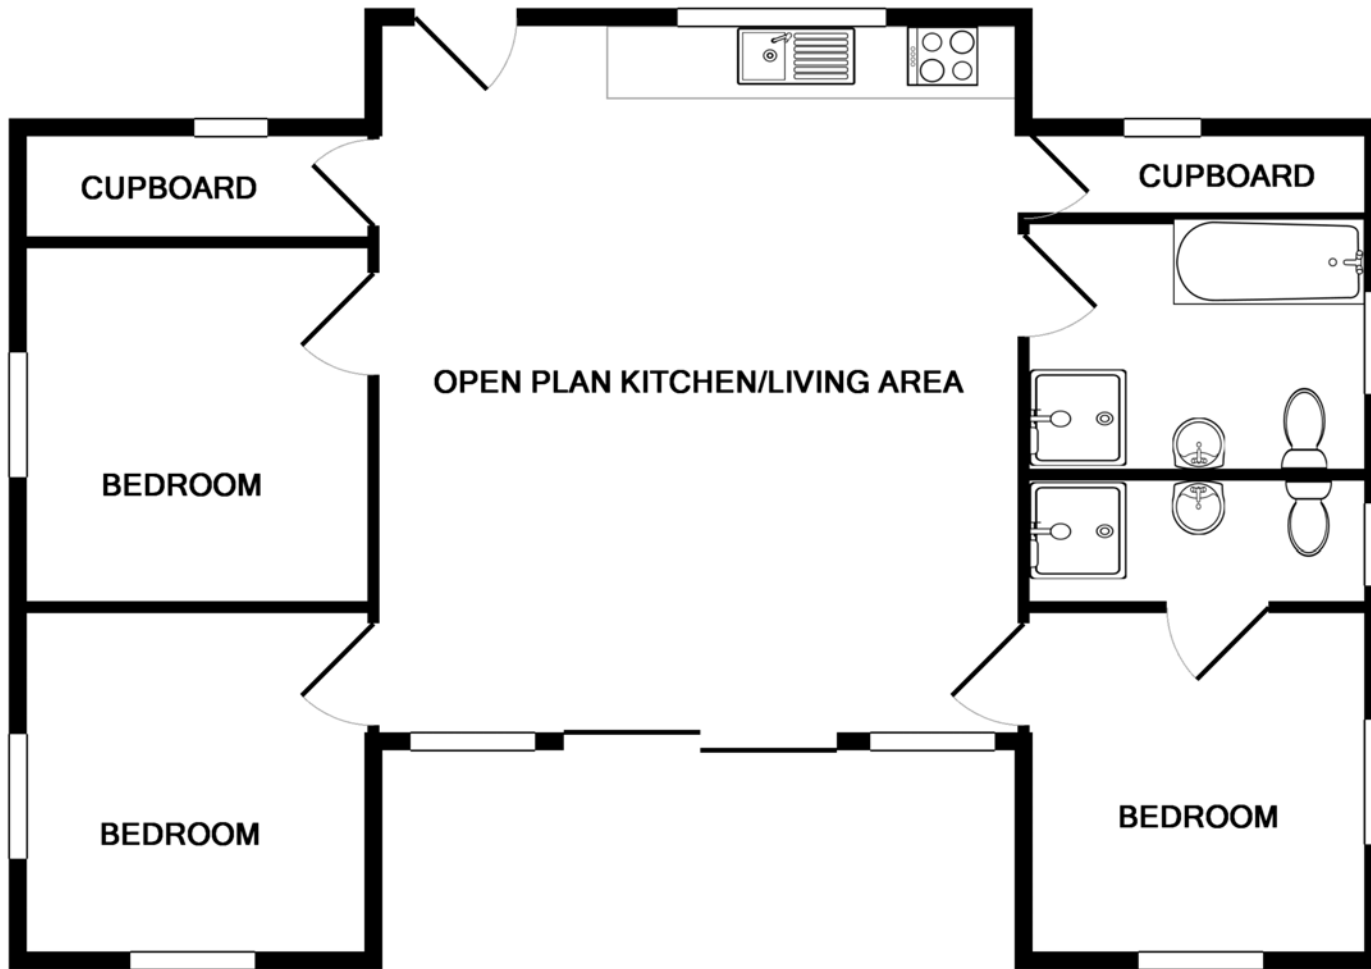 CUPBOARD
CUPBOARD
OPEN PLAN KITCHEN/LIVING AREA
BEDROOM
BEDROOM
BEDROOM